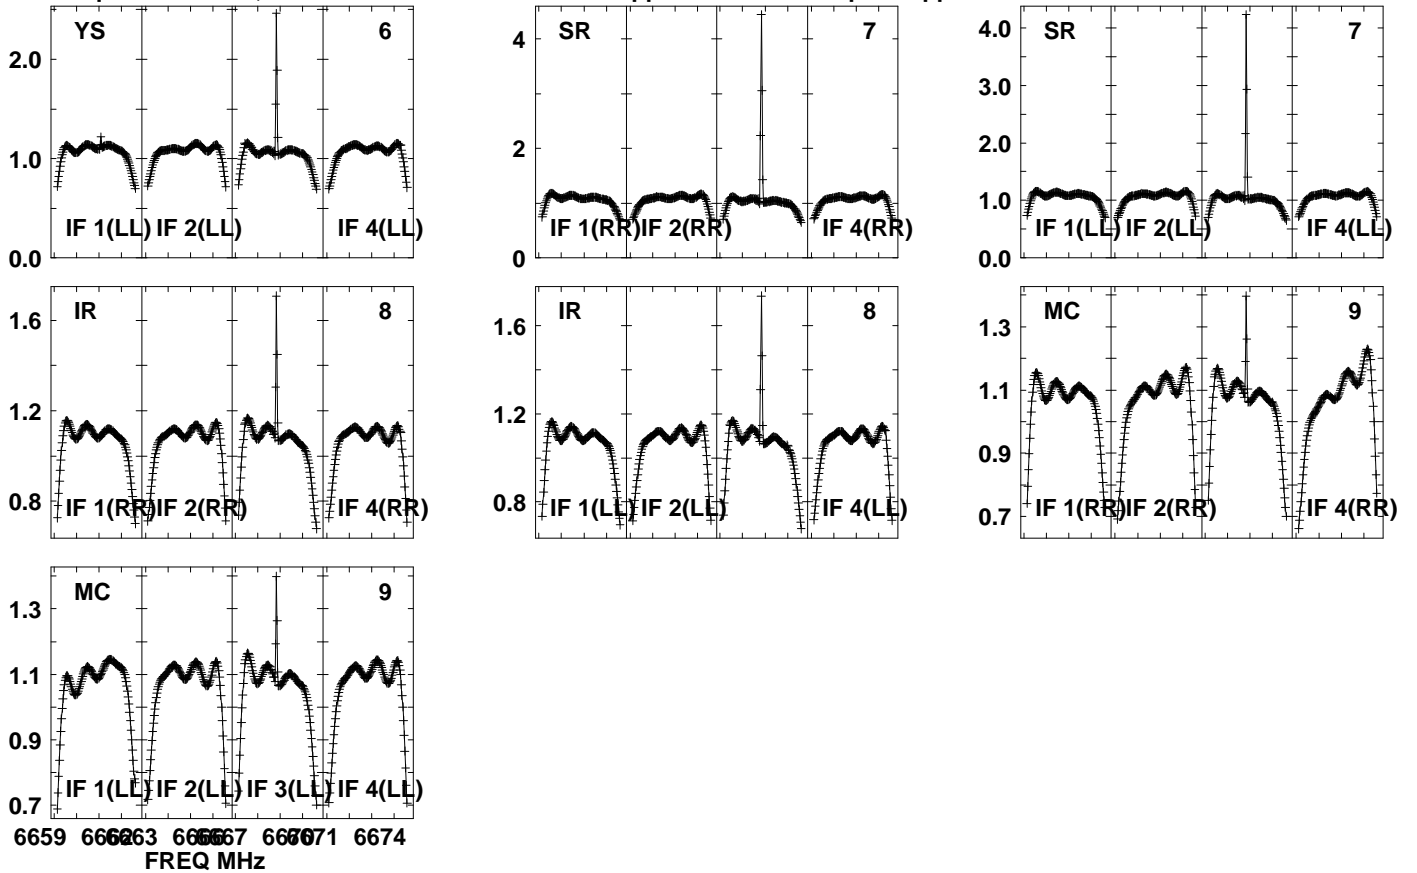 YS 6
2.0
1.0
0.0
IF 1(LL) IF 2(LL) IF 4(LL)
SR 7
4
2
0
IF 1(RR) IF 2(RR) IF 4(RR)
SR 7
4.0
3.0
2.0
1.0
0.0
IF 1(LL) IF 2(LL) IF 4(LL)
IR 8
1.6
1.2
0.8
IF 1(RR) IF 2(RR) IF 4(RR)
IR 8
1.6
1.2
0.8
IF 1(LL) IF 2(LL) IF 4(LL)
MC 9
1.3
1.1
0.9
0.7
IF 1(RR) IF 2(RR) IF 4(RR)
MC 9
1.3
1.1
0.9
0.7
IF 1(LL) IF 2(LL) IF 3(LL) IF 4(LL)
6659 6662 6663 6666 6667 6670 6671 6674
FREQ MHz